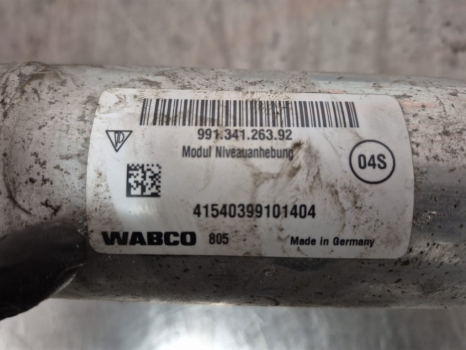 991.341.263.92
Modul Niveauanhebung
04S
41540399101404
WABCO 805 Made in Germany